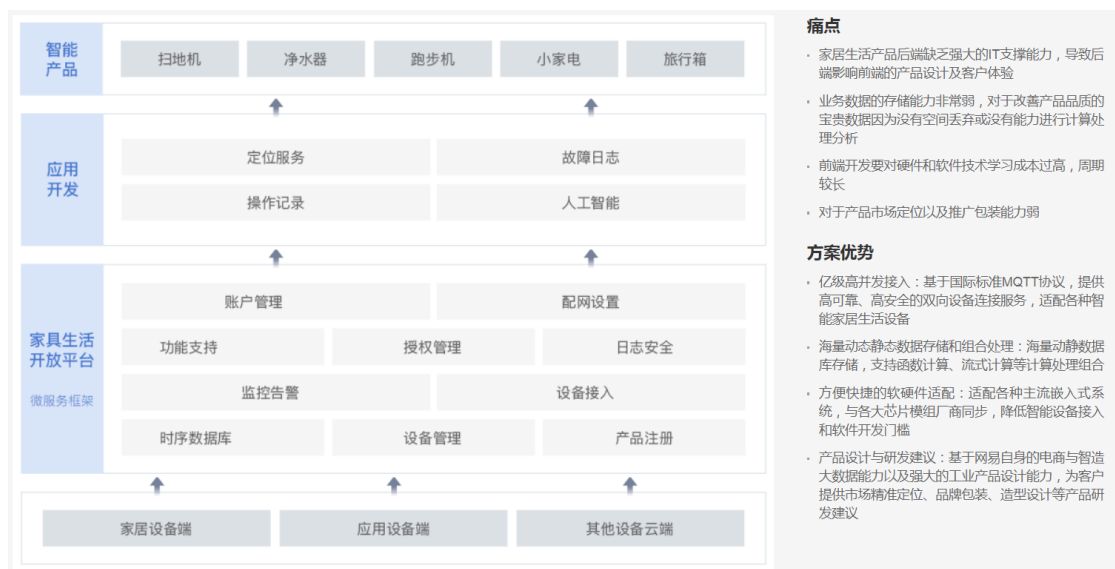 智能
产品
扫地机
净水器
跑步机
小家电
旅行箱
应用
开发
定位服务
故障日志
操作记录
人工智能
家具生活
开放平台
微服务框架
账户管理
配网设置
功能支持
授权管理
日志安全
监控告警
设备接入
时序数据库
设备管理
产品注册
家居设备端
应用设备端
其他设备云端
痛点
· 家居生活产品后端缺乏强大的IT支撑能力，导致后
端影响前端的产品设计及客户体验
· 业务数据的存储能力非常弱，对于改善产品品质的
宝贵数据因为没有空间丢弃或没有能力进行计算处
理分析
· 前端开发要对硬件和软件技术学习成本过高，周期
较长
· 对于产品市场定位以及推广包装能力弱
方案优势
· 亿级高并发接入：基于国际标准MQTT协议，提供
高可靠、高安全的双向设备连接服务，适配各种智
能家居生活设备
· 海量动态静态数据存储和组合处理：海量动静数据
库存储，支持函数计算、流式计算等计算处理组合
· 方便快捷的软硬件适配：适配各种主流嵌入式系
统，与各大芯片模组厂商同步，降低智能设备接入
和软件开发门槛
· 产品设计与研发建议：基于网易自身的电商与智造
大数据能力以及强大的工业产品设计能力，为客户
提供市场精准定位、品牌包装、造型设计等产品研
发建议